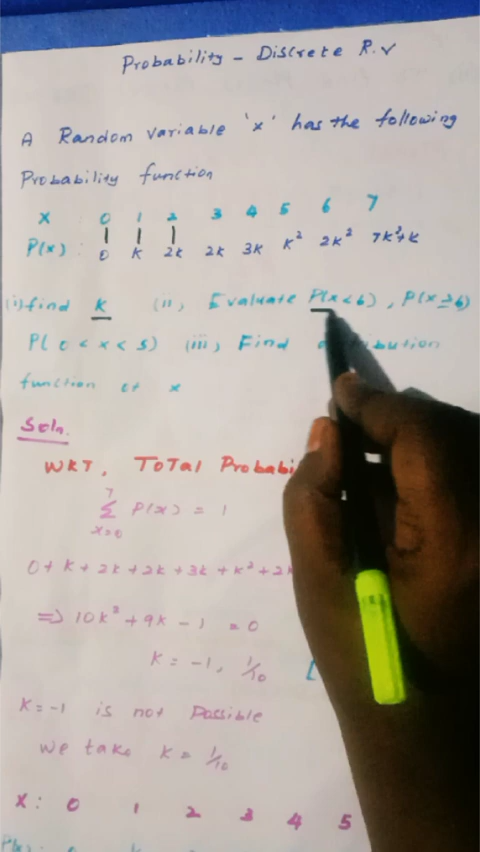 Probability - Discrete R.V
A Random variable 'x' has the following
Probability function
X : 0 1 2 3 4 5 6 7
P(x) : 0 K 2K 2K 3K K² 2K² 7K²+K
(i) find K (ii) Evaluate P(x<6), P(x≥6)
P(0<x<5) (iii) Find
function of x
Soln.
WKT, Total
7
Σ P(x) = 1
x=0
0+K+2K+2K+3K+K²+2K
⇒ 10K²+9K-1=0
K = -1, 1/10
K=-1 is not Possible
We take K = 1/10
X : 0 1 2 3 4 5